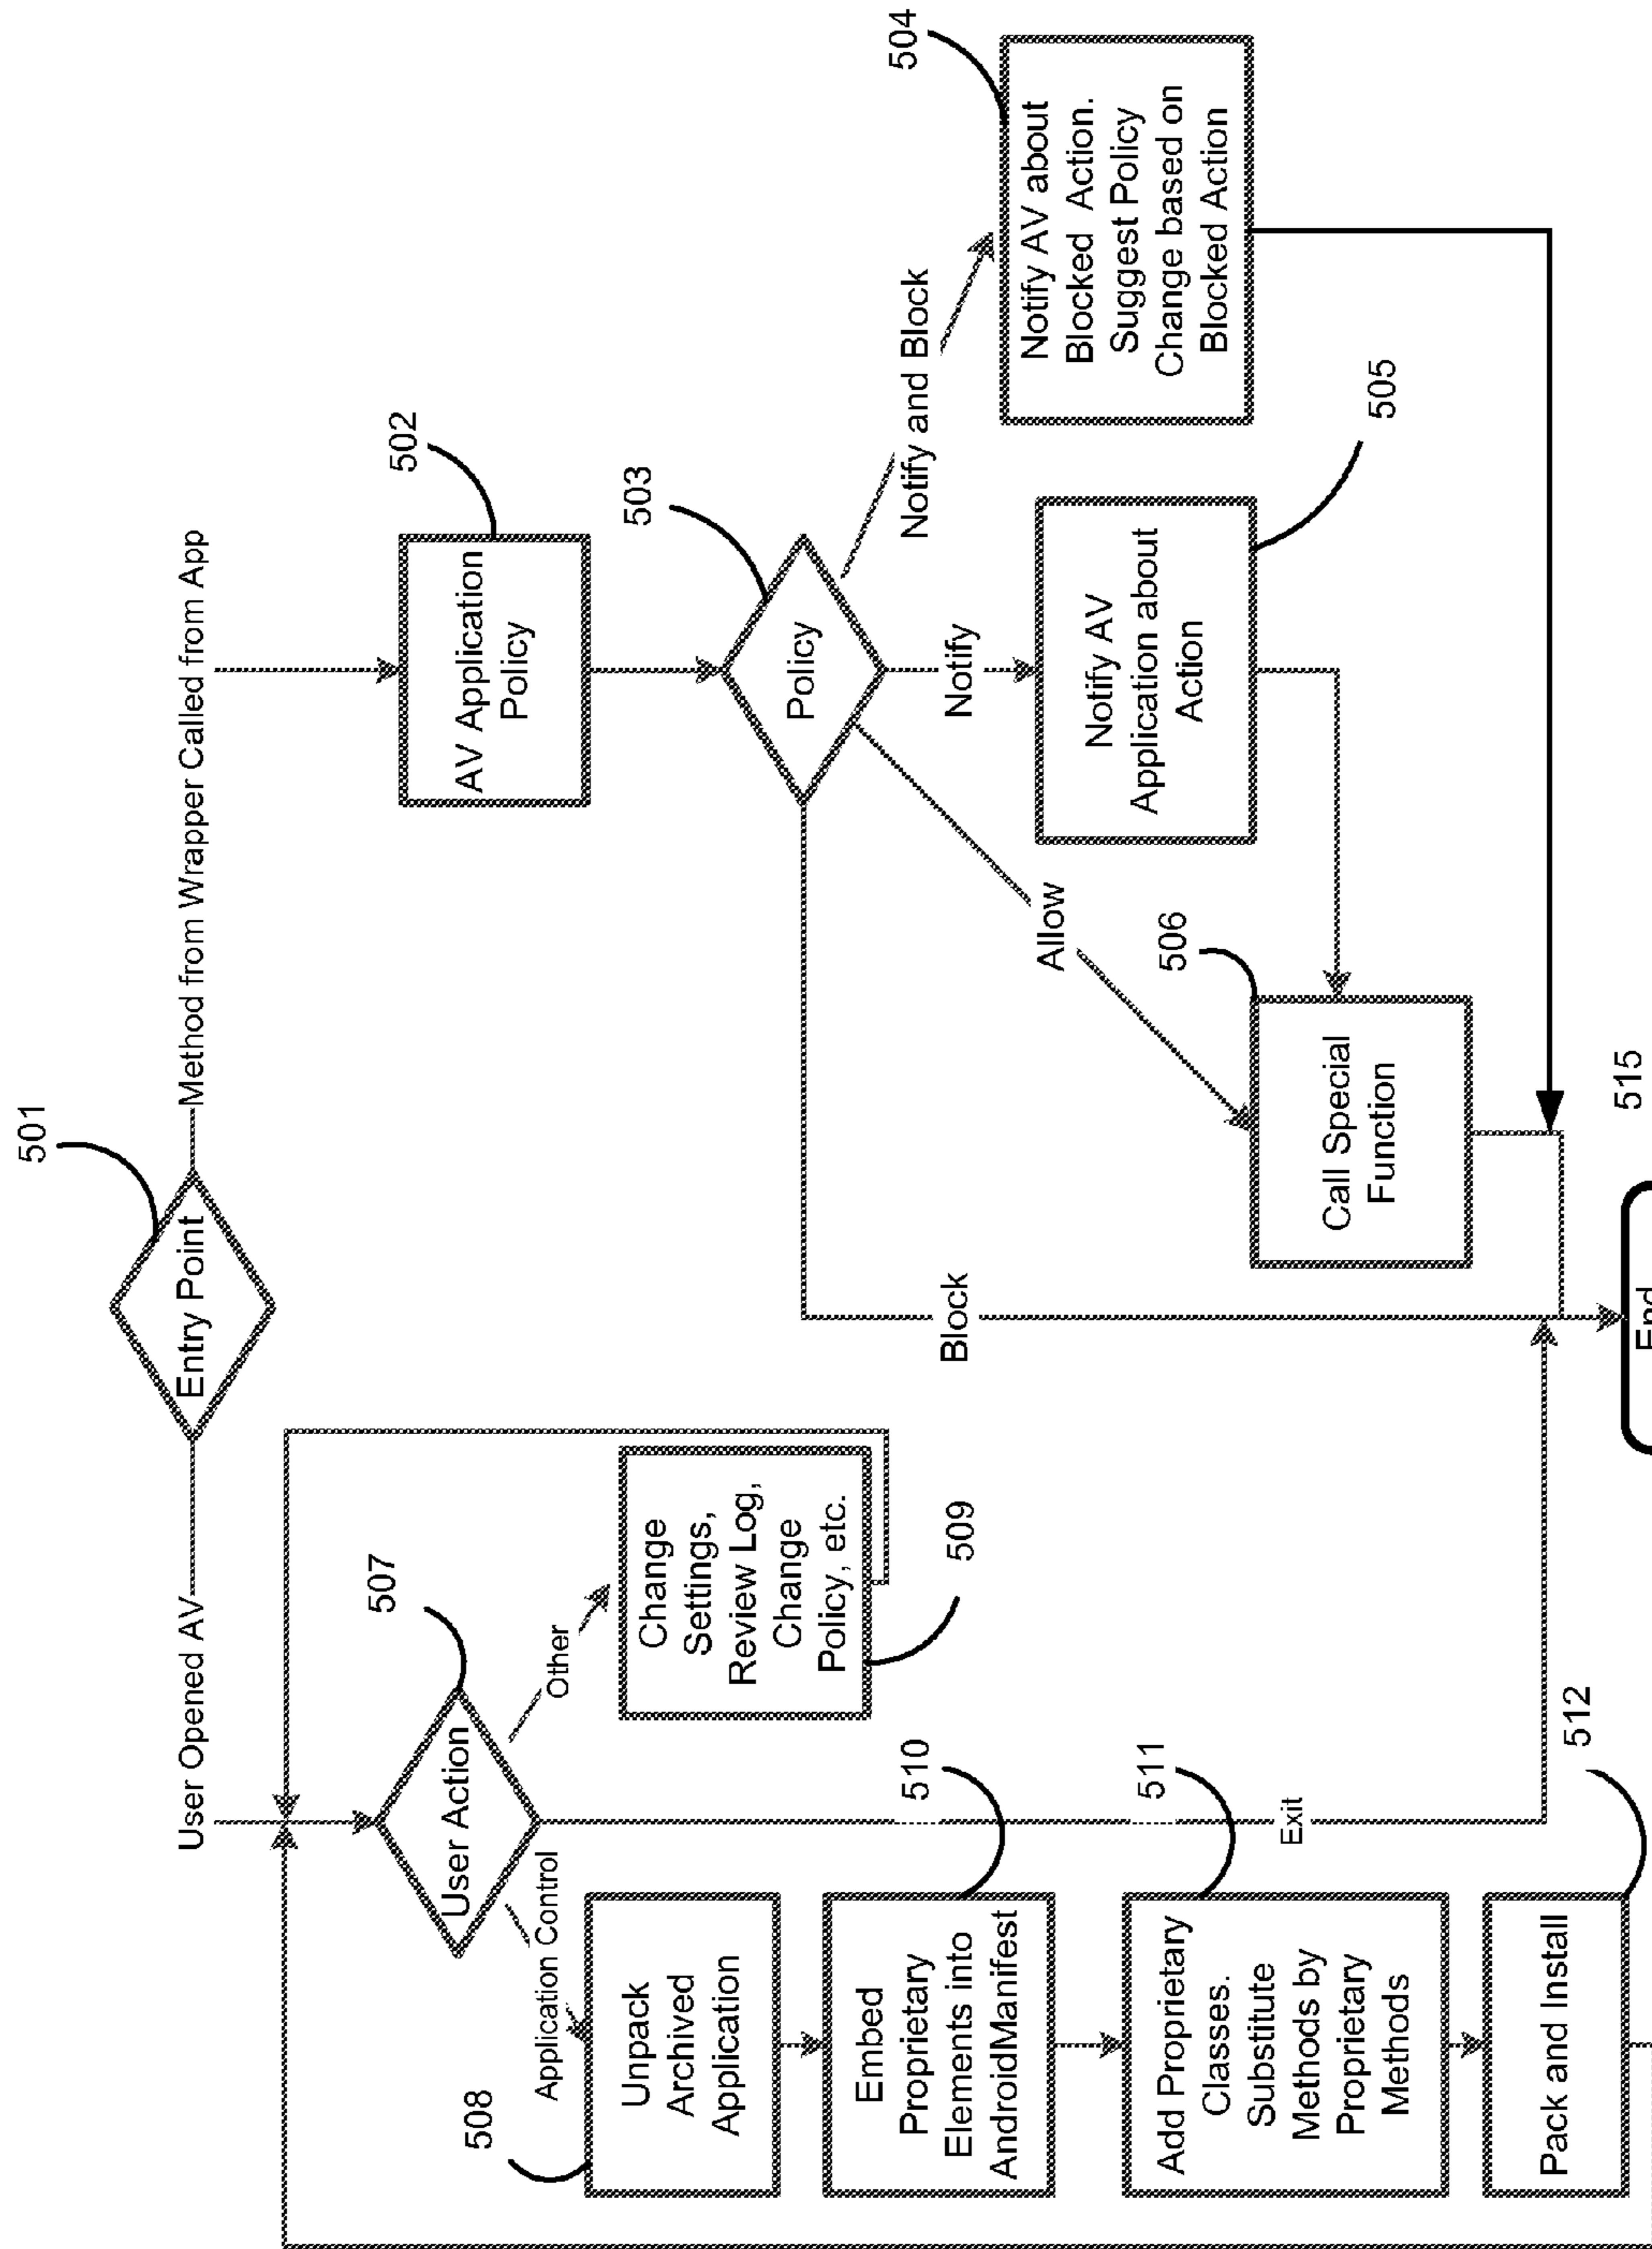 501
Entry Point
User Opened AV
Method from Wrapper Called from App
507
User Action
Application Control
Other
Exit
508
Unpack
Archived
Application
Change
Settings,
Review Log,
Change
Policy, etc.
509
Embed
Proprietary
Elements into
AndroidManifest
510
Add Proprietary
Classes.
Substitute
Methods by
Proprietary
Methods
511
Pack and Install
512
502
AV Application
Policy
503
Policy
Block
Allow
Notify
Notify and Block
504
Notify AV about
Blocked Action.
Suggest Policy
Change based on
Blocked Action
505
Notify AV
Application about
Action
506
Call Special
Function
515
End